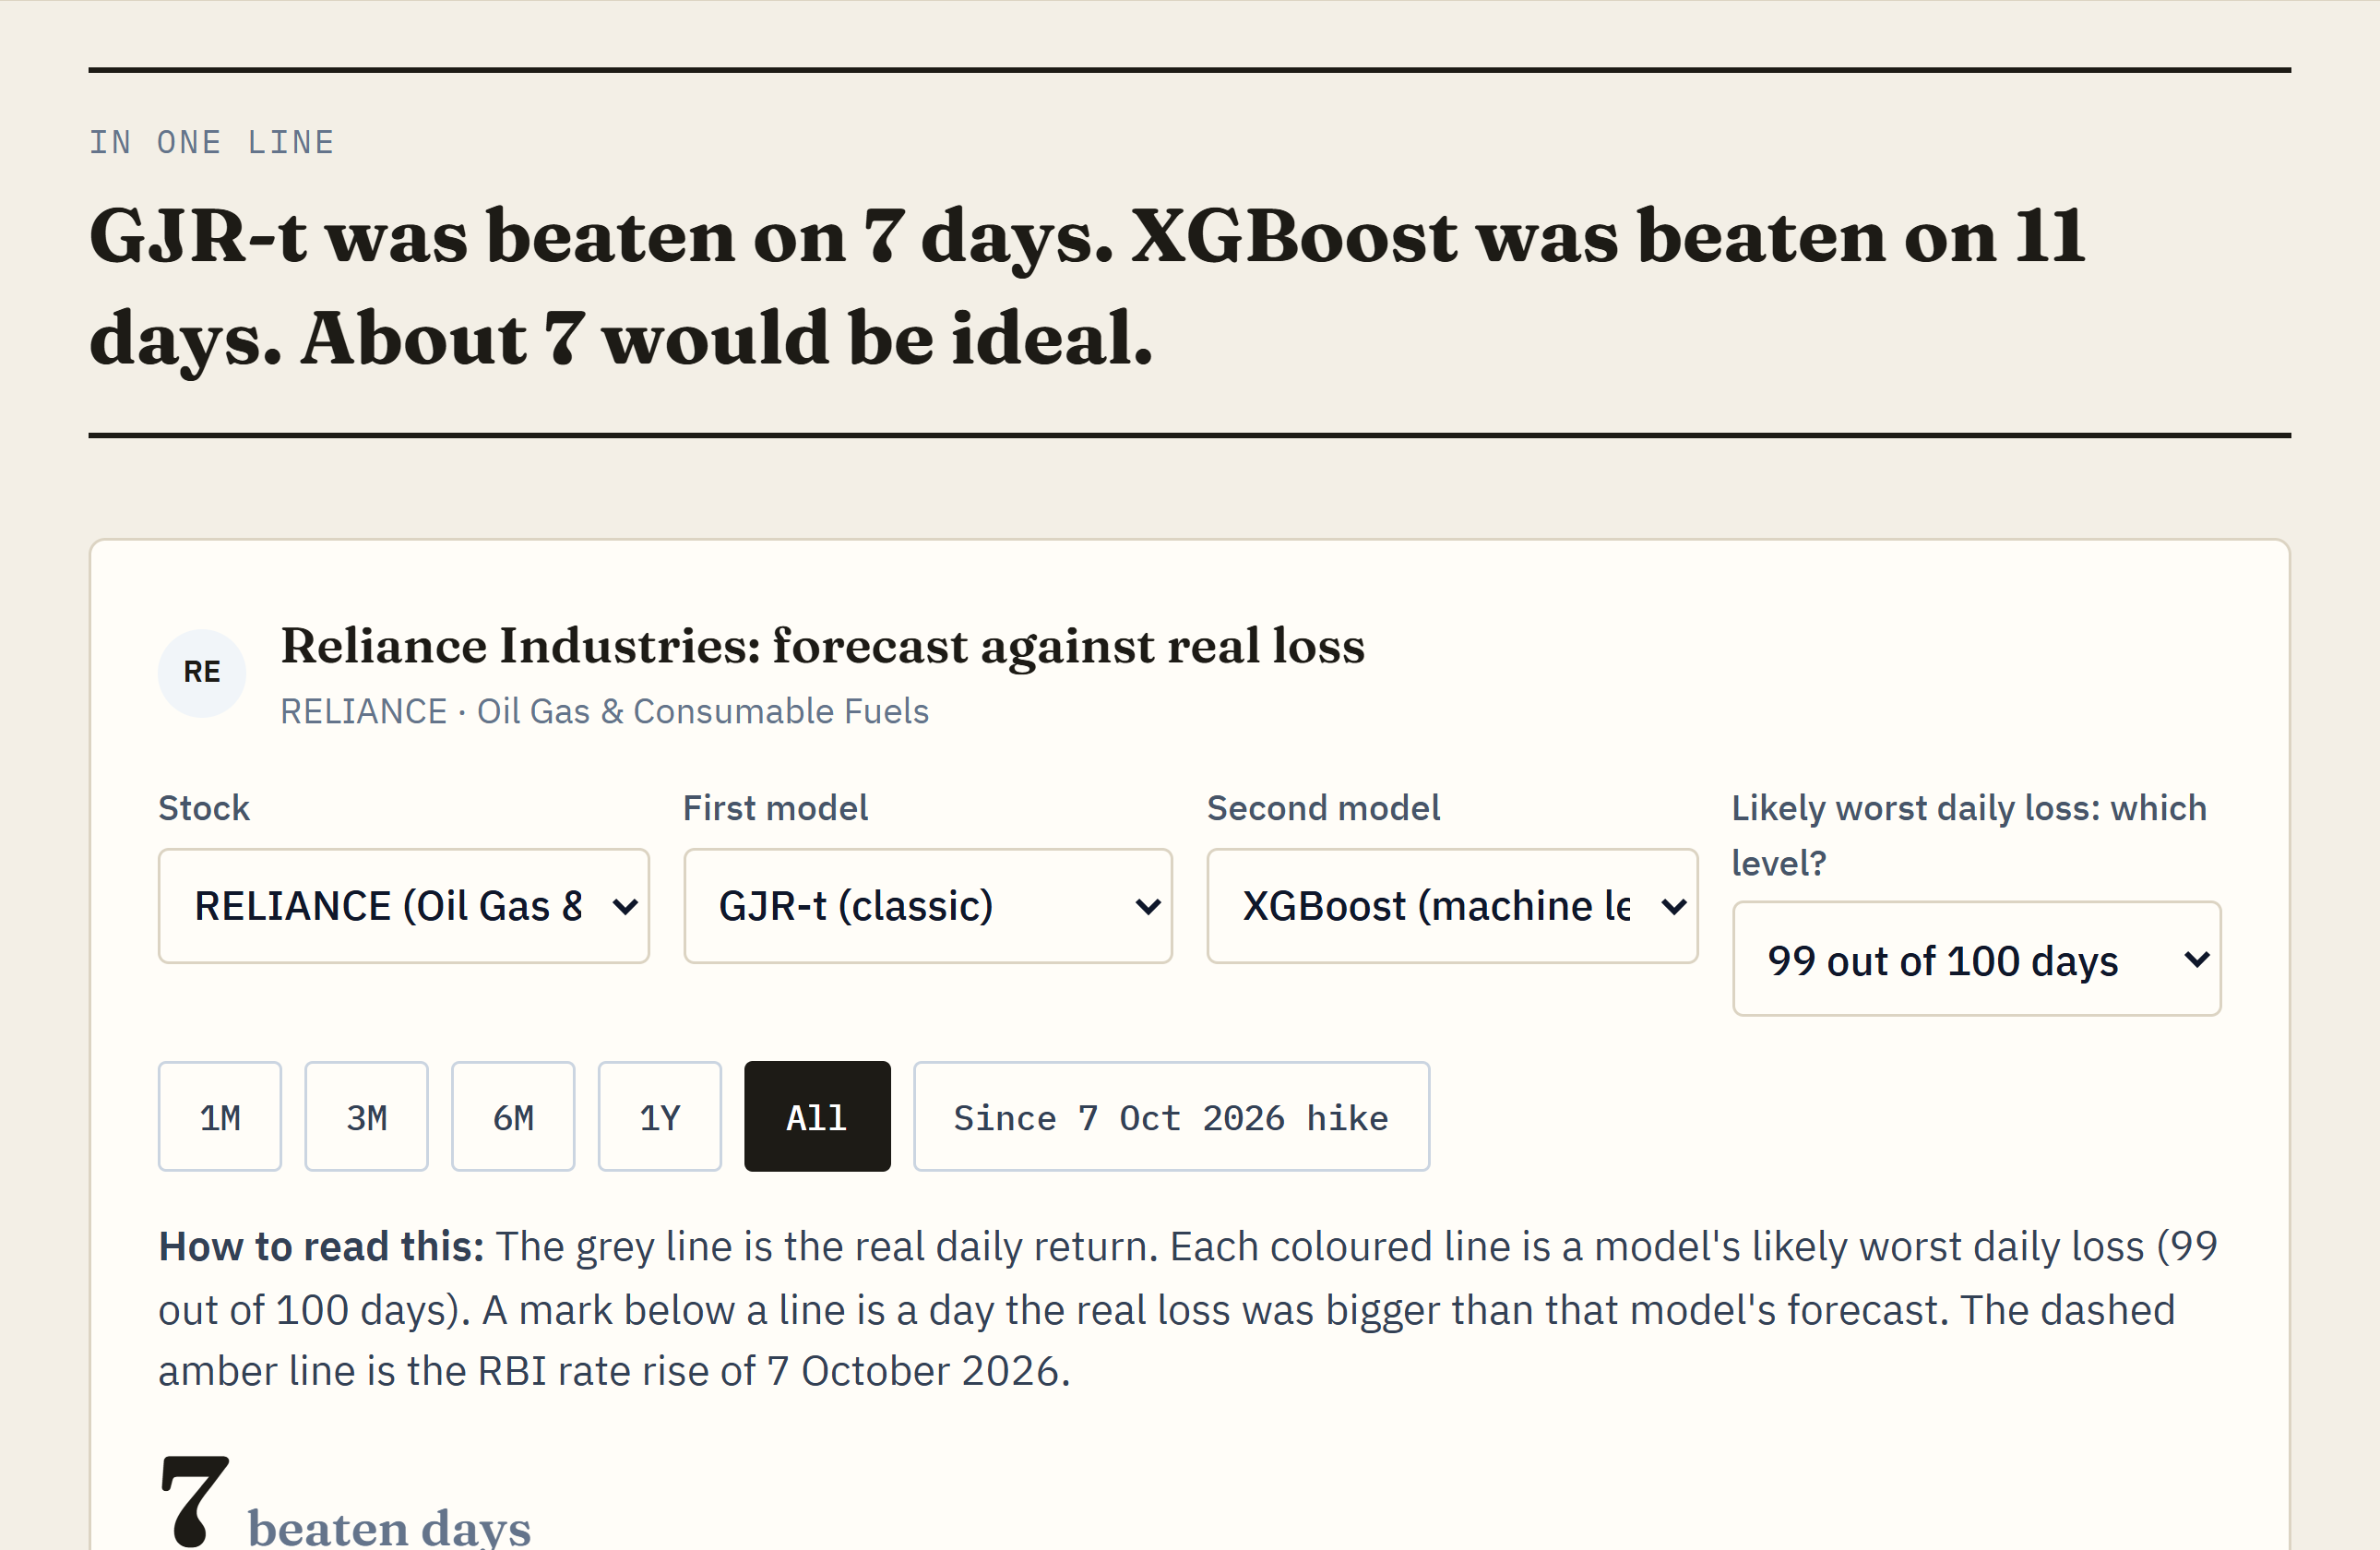 IN ONE LINE
GJR-t was beaten on 7 days. XGBoost was beaten on 11
days. About 7 would be ideal.
RE
Reliance Industries: forecast against real loss
RELIANCE · Oil Gas & Consumable Fuels
Stock
First model
Second model
Likely worst daily loss: which
level?
RELIANCE (Oil Gas &
GJR-t (classic)
XGBoost (machine le
99 out of 100 days
1M
3M
6M
1Y
All
Since 7 Oct 2026 hike
How to read this: The grey line is the real daily return. Each coloured line is a model's likely worst daily loss (99
out of 100 days). A mark below a line is a day the real loss was bigger than that model's forecast. The dashed
amber line is the RBI rate rise of 7 October 2026.
7 beaten days